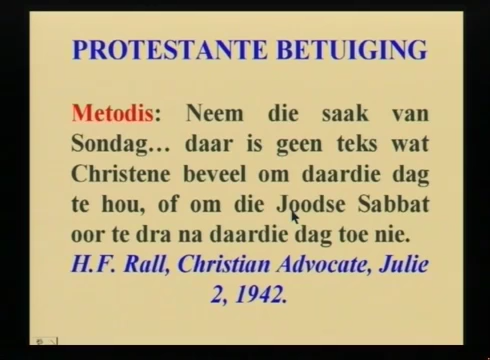 PROTESTANTE BETUIGING
Metodis: Neem die saak van
Sondag... daar is geen teks wat
Christene beveel om daardie dag
te hou, of om die Joodse Sabbat
oor te dra na daardie dag toe nie.
H.F. Rall, Christian Advocate, Julie
2, 1942.